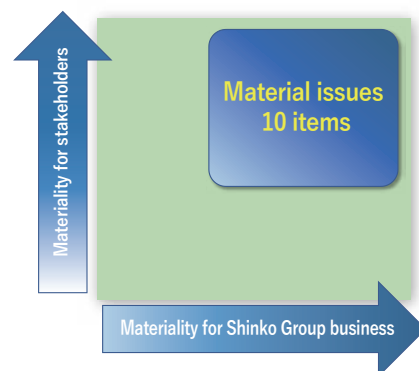 Materiality for stakeholders
Material issues
10 items
Materiality for Shinko Group business